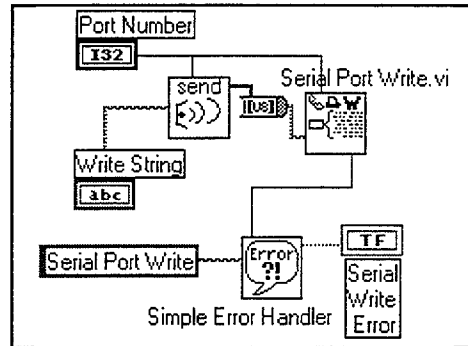 Port Number
I32
send
Serial Port Write.vi
[U8]
W
Write String
abc
Serial Port Write
Error
?!
TF
Simple Error Handler
Serial
Write
Error